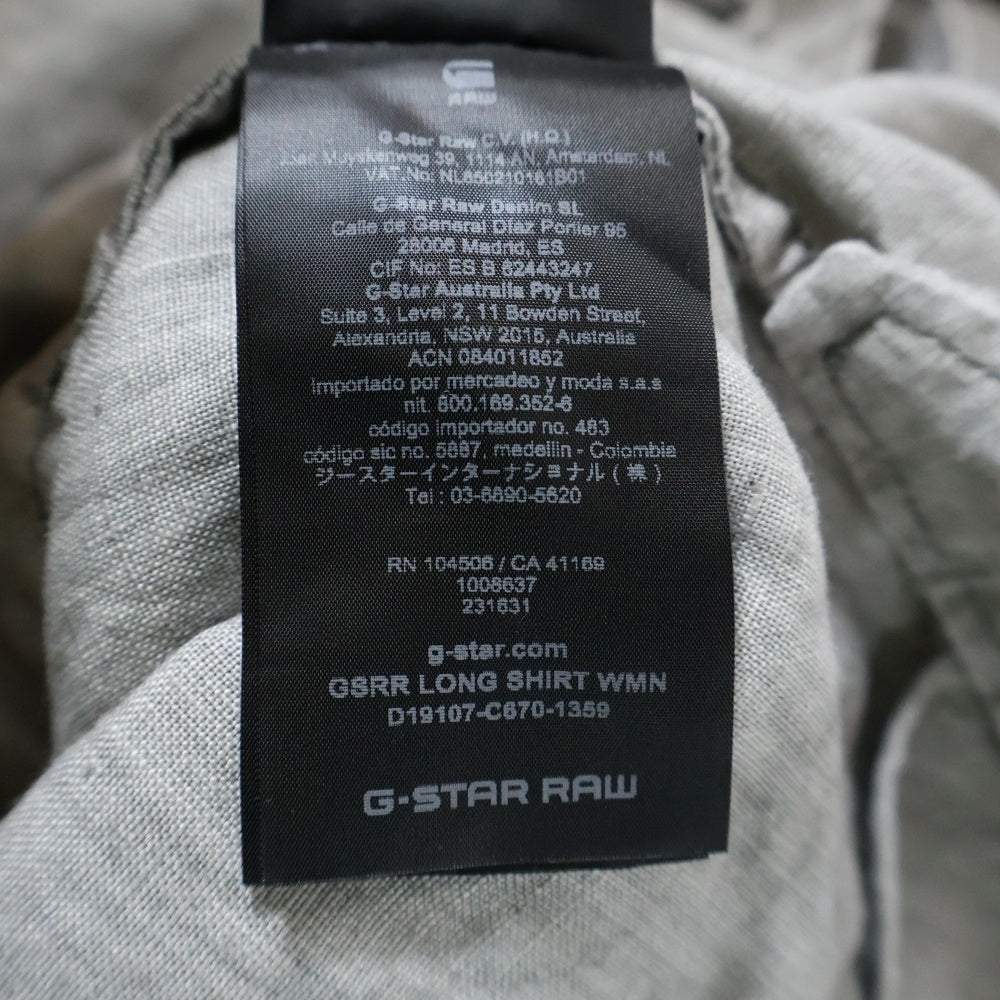 G
RAW
G-Star Raw C.V. (H.Q.)
Joan Muyskenweg 39, 1114 AN, Amsterdam, NL
VAT. No: NL850210161B01
G-Star Raw Denim SL
Calle de General Diaz Porlier 95
28006 Madrid, ES
CIF No: ES B 82443247
G-Star Australia Pty Ltd
Suite 3, Level 2, 11 Bowden Street,
Alexandria, NSW 2015, Australia
ACN 084011852
importado por mercadeo y moda s.a.s
nit. 800.169.352-6
código importador no. 463
código sic no. 5887, medellin - Colombia
ジースターインターナショナル (株)
Tel : 03-6890-5620
RN 104506 / CA 41169
1008637
231631
g-star.com
GSRR LONG SHIRT WMN
D19107-C670-1359
G-STAR RAW